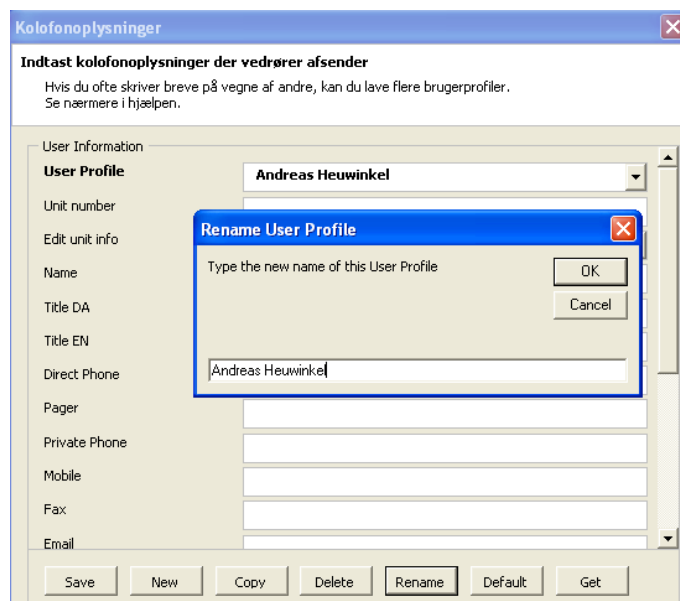 Kolofonoplysninger
Indtast kolofonoplysninger der vedrører afsender
Hvis du ofte skriver breve på vegne af andre, kan du lave flere brugerprofiler.
Se nærmere i hjælpen.
User Information
User Profile
Andreas Heuwinkel
Unit number
Edit unit info
Name
Title DA
Title EN
Direct Phone
Pager
Private Phone
Mobile
Fax
Email
Rename User Profile
Type the new name of this User Profile
OK
Cancel
Andreas Heuwinkel
Save
New
Copy
Delete
Rename
Default
Get